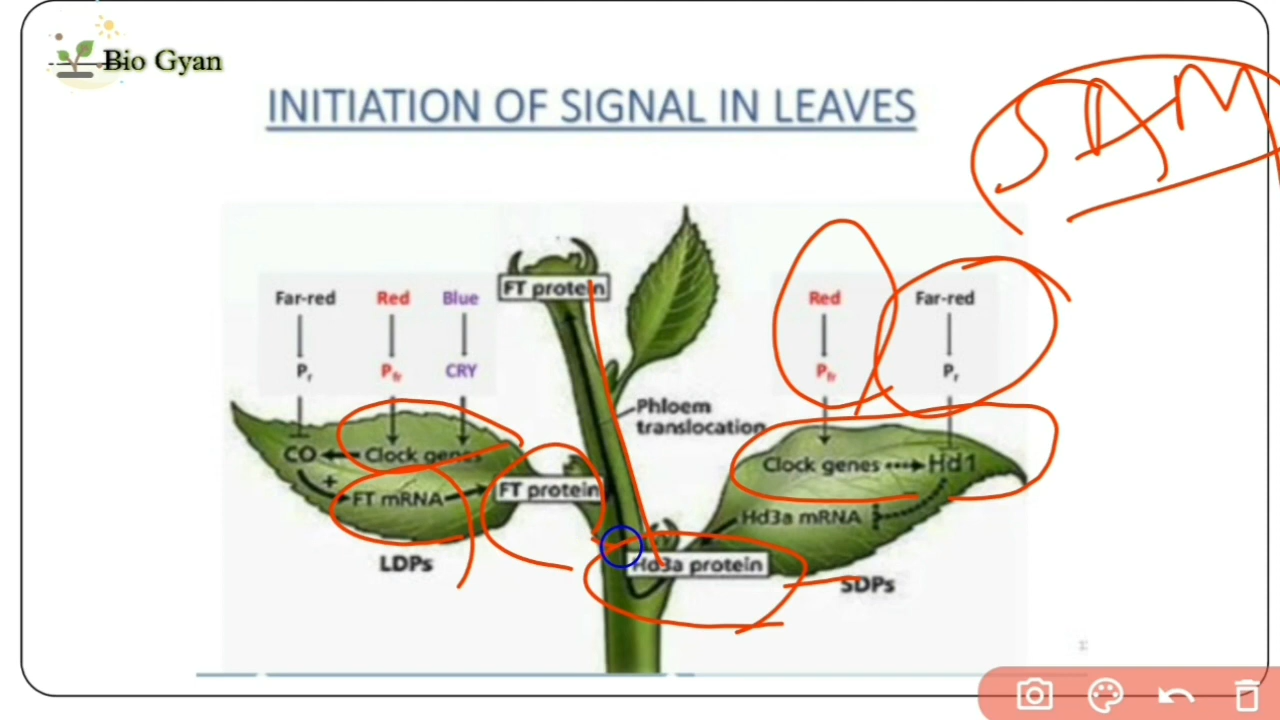 Bio Gyan
INITIATION OF SIGNAL IN LEAVES
SAM
Far-red Red Blue
Pr Pfr CRY
CO Clock genes
+
FT mRNA
FT protein
LDPs
FT protein
Phloem
translocation
Red Far-red
Pfr Pr
Clock genes Hd1
Hd3a mRNA
Hd3a protein
SDPs